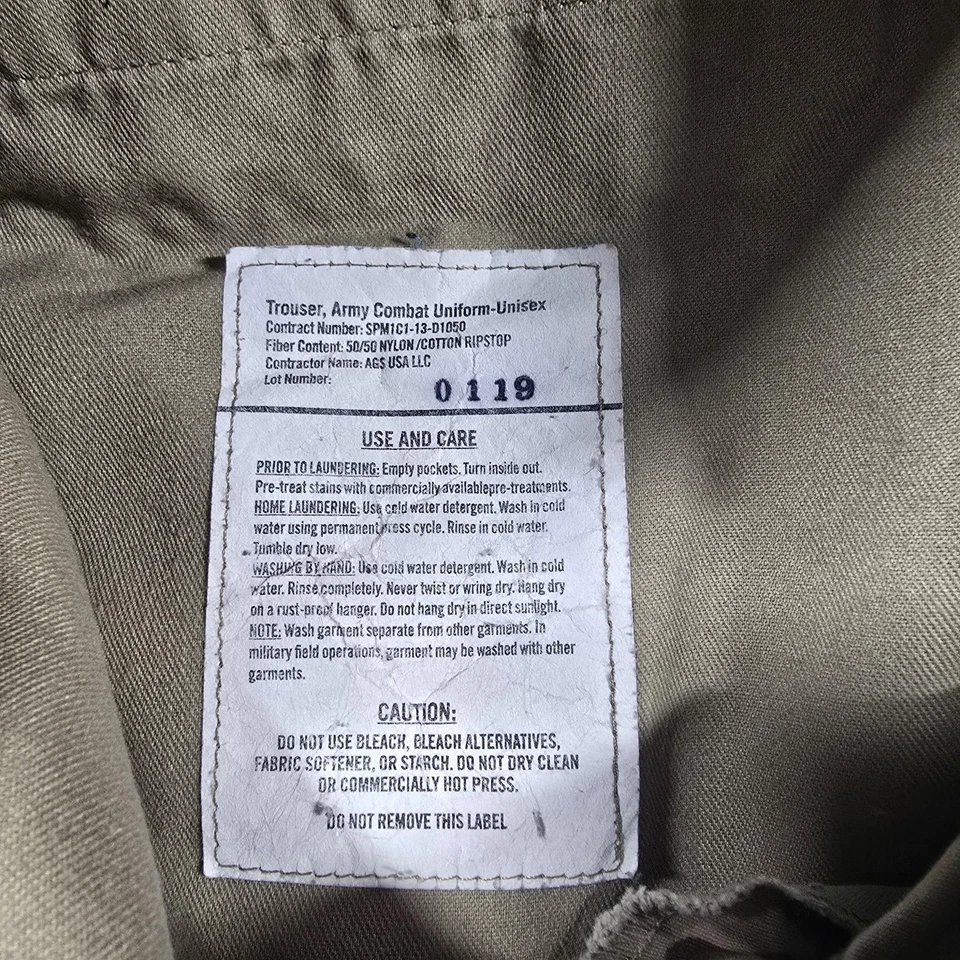 Trouser, Army Combat Uniform-Unisex
Contract Number: SPM1C1-13-D1050
Fiber Content: 50/50 NYLON/COTTON RIPSTOP
Contractor Name: AGS USA LLC
Lot Number: 0119
USE AND CARE
PRIOR TO LAUNDERING: Empty pockets. Turn inside out.
Pre-treat stains with commercially availablepre-treatments.
HOME LAUNDERING: Use cold water detergent. Wash in cold
water using permanent press cycle. Rinse in cold water.
Tumble dry low.
WASHING BY HAND: Use cold water detergent. Wash in cold
water. Rinse completely. Never twist or wring dry. Hang dry
on a rust-proof hanger. Do not hang dry in direct sunlight.
NOTE: Wash garment separate from other garments. In
military field operations, garment may be washed with other
garments.
CAUTION:
DO NOT USE BLEACH, BLEACH ALTERNATIVES,
FABRIC SOFTENER, OR STARCH. DO NOT DRY CLEAN
OR COMMERCIALLY HOT PRESS.
DO NOT REMOVE THIS LABEL